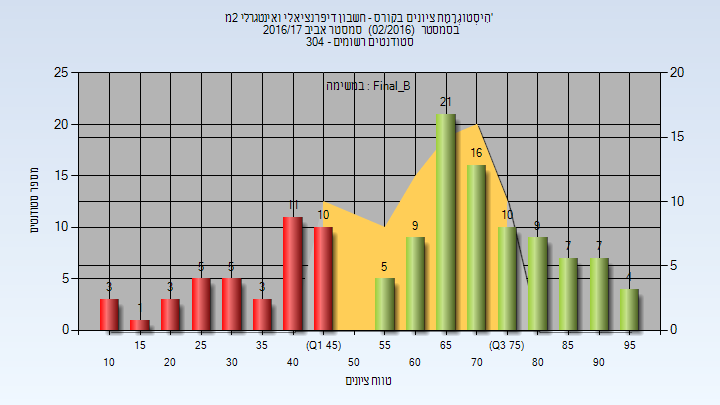 'הִיסְטוֹגְרָמַת ציונים בקורס - חשבון דיפרנציאלי ואינטגרלי 2מ
בסמסטר (02/2016) סמסטר אביב 2016/17
סטודנטים רשומים - 304
במשימה : Final_B
25 20
20 15
15
10 10
5 5
0 0
3 1 3 5 5 3 11 10 5 9 21 16 10 9 7 7 4
15 25 35 (Q1 45) 55 65 (Q3 75) 85 95
10 20 30 40 50 60 70 80 90
מספר סטודנטים
טווח ציונים